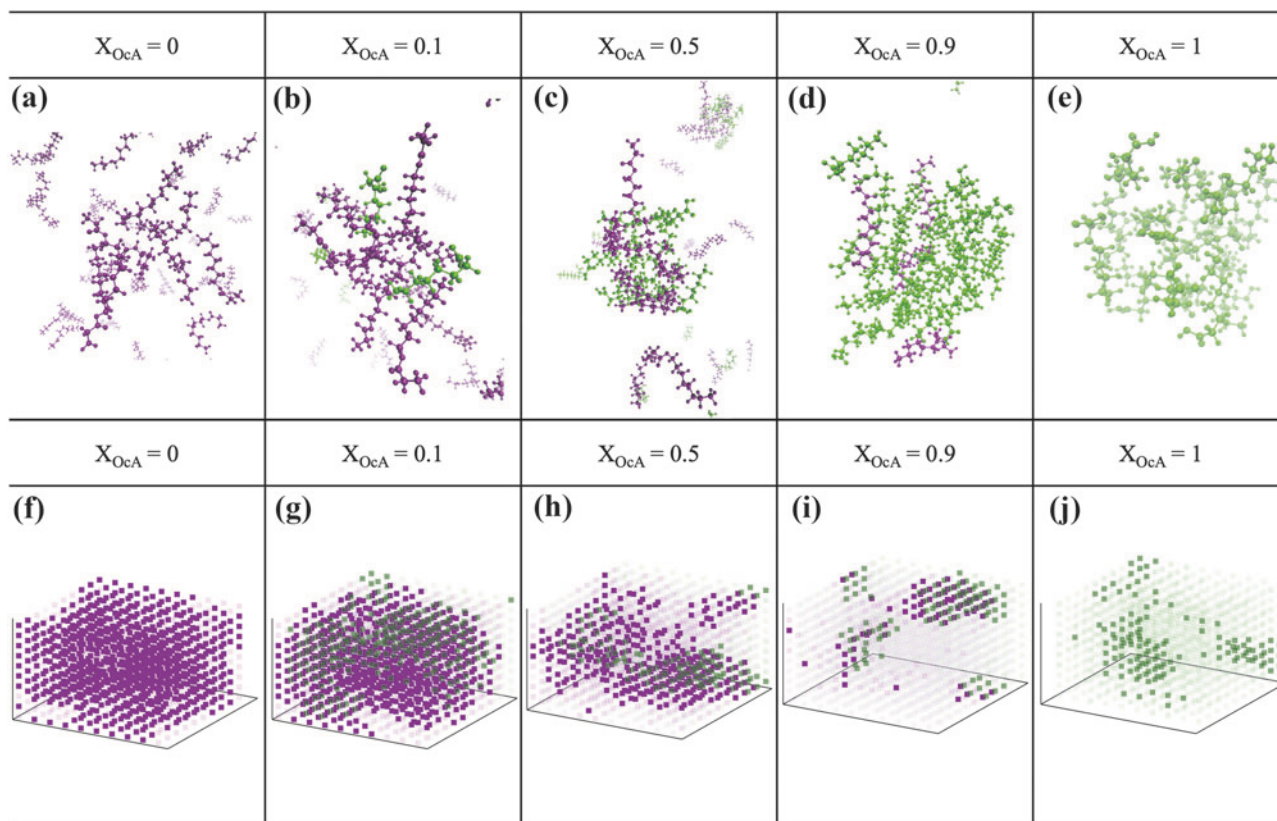 X_OcA = 0
X_OcA = 0.1
X_OcA = 0.5
X_OcA = 0.9
X_OcA = 1
(a)
(b)
(c)
(d)
(e)
X_OcA = 0
X_OcA = 0.1
X_OcA = 0.5
X_OcA = 0.9
X_OcA = 1
(f)
(g)
(h)
(i)
(j)